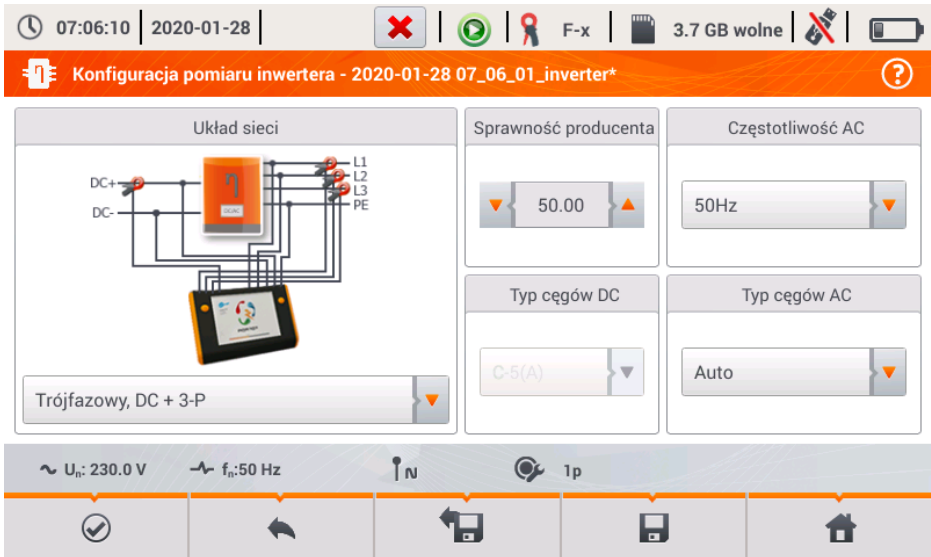 07:06:10 2020-01-28 F-x 3.7 GB wolne
Konfiguracja pomiaru inwertera - 2020-01-28 07_06_01_inverter*
Układ sieci
Sprawność producenta
Częstotliwość AC
DC+
DC-
L1
L2
L3
PE
DC/AC
50.00
50Hz
Typ cęgów DC
Typ cęgów AC
C-5(A)
Auto
Trójfazowy, DC + 3-P
Uₙ: 230.0 V fₙ:50 Hz N 1p